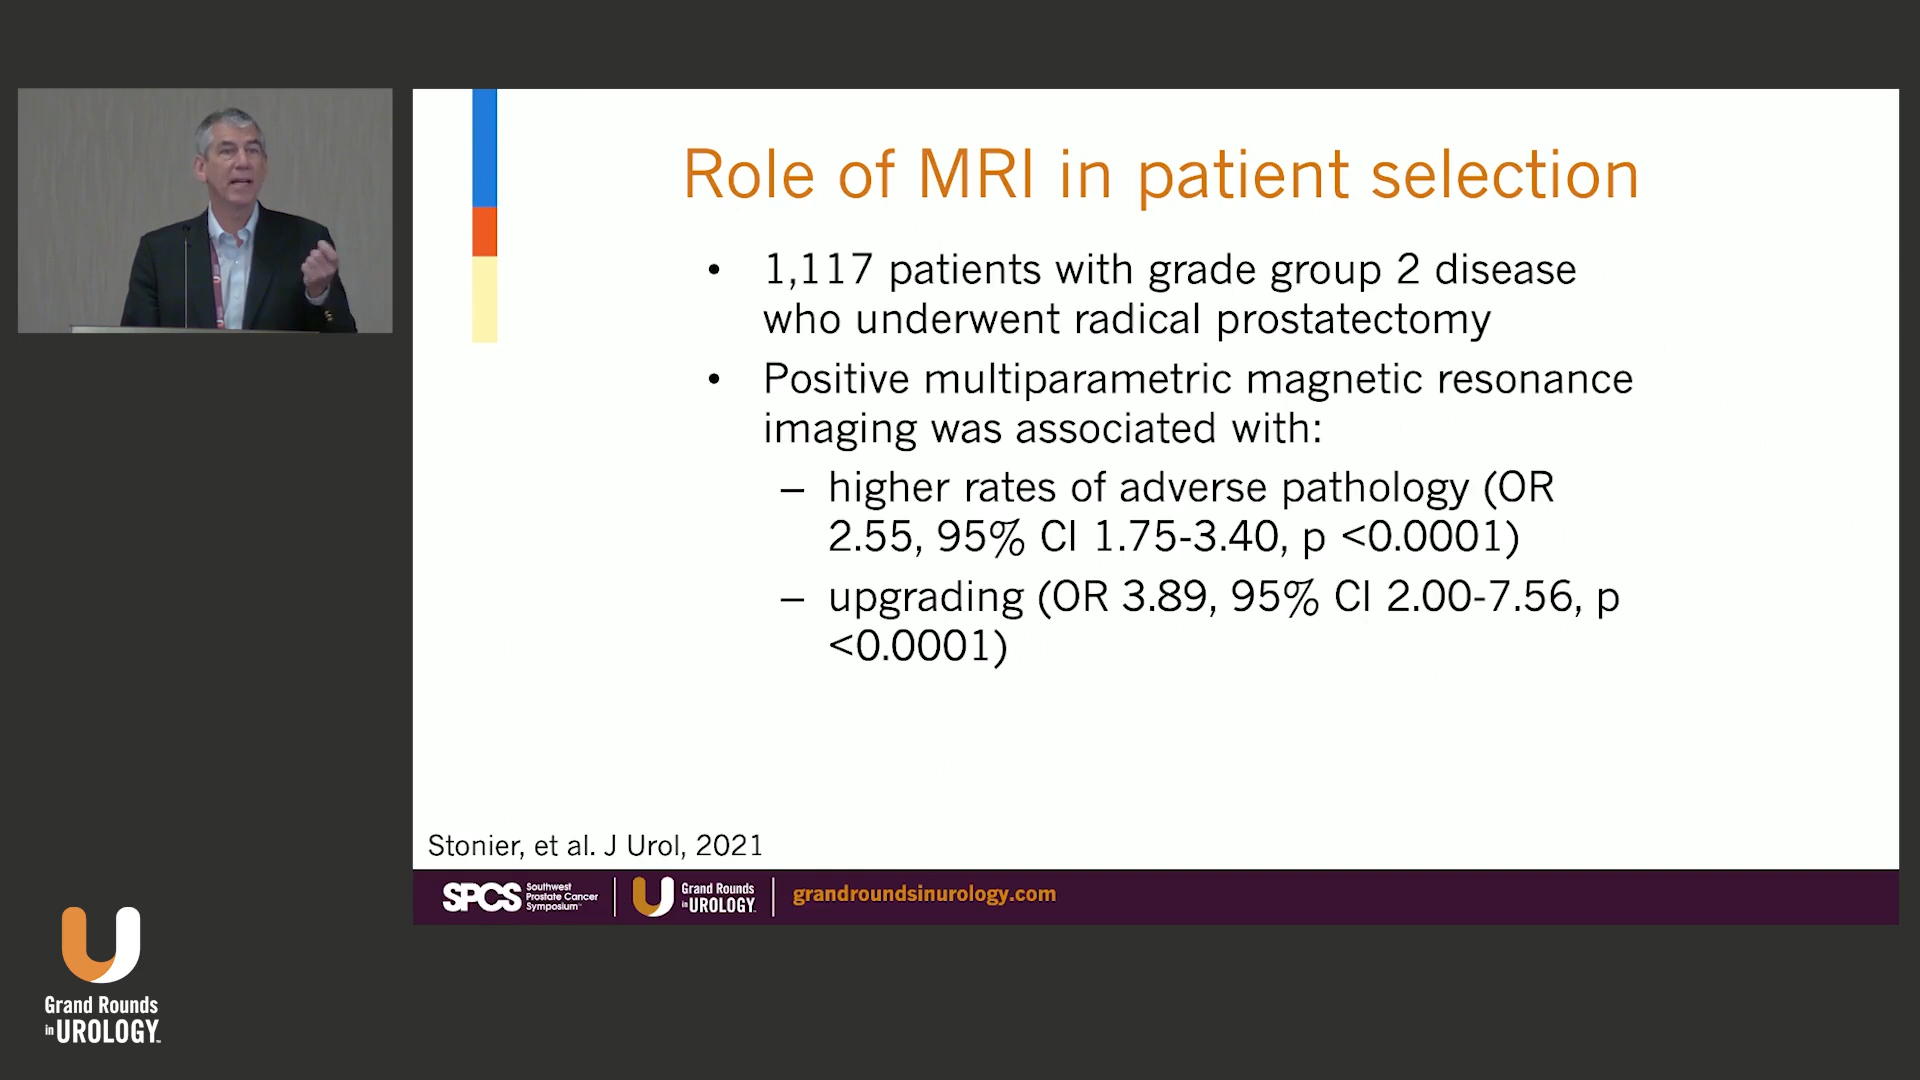 Role of MRI in patient selection
• 1,117 patients with grade group 2 disease
who underwent radical prostatectomy
• Positive multiparametric magnetic resonance
imaging was associated with:
– higher rates of adverse pathology (OR
2.55, 95% CI 1.75-3.40, p <0.0001)
– upgrading (OR 3.89, 95% CI 2.00-7.56, p
<0.0001)
Stonier, et al. J Urol, 2021
SPCS Southwest
Prostate Cancer
Symposium™
Grand Rounds
in UROLOGY™
grandroundsinurology.com
Grand Rounds
in UROLOGY™